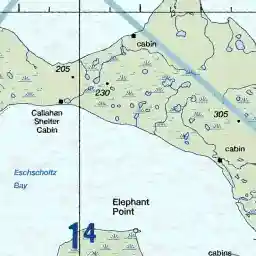 cabin
205
230
Callahan
Shelter
Cabin
305
cabin
Eschscholtz
Bay
Elephant
Point
14
cabins